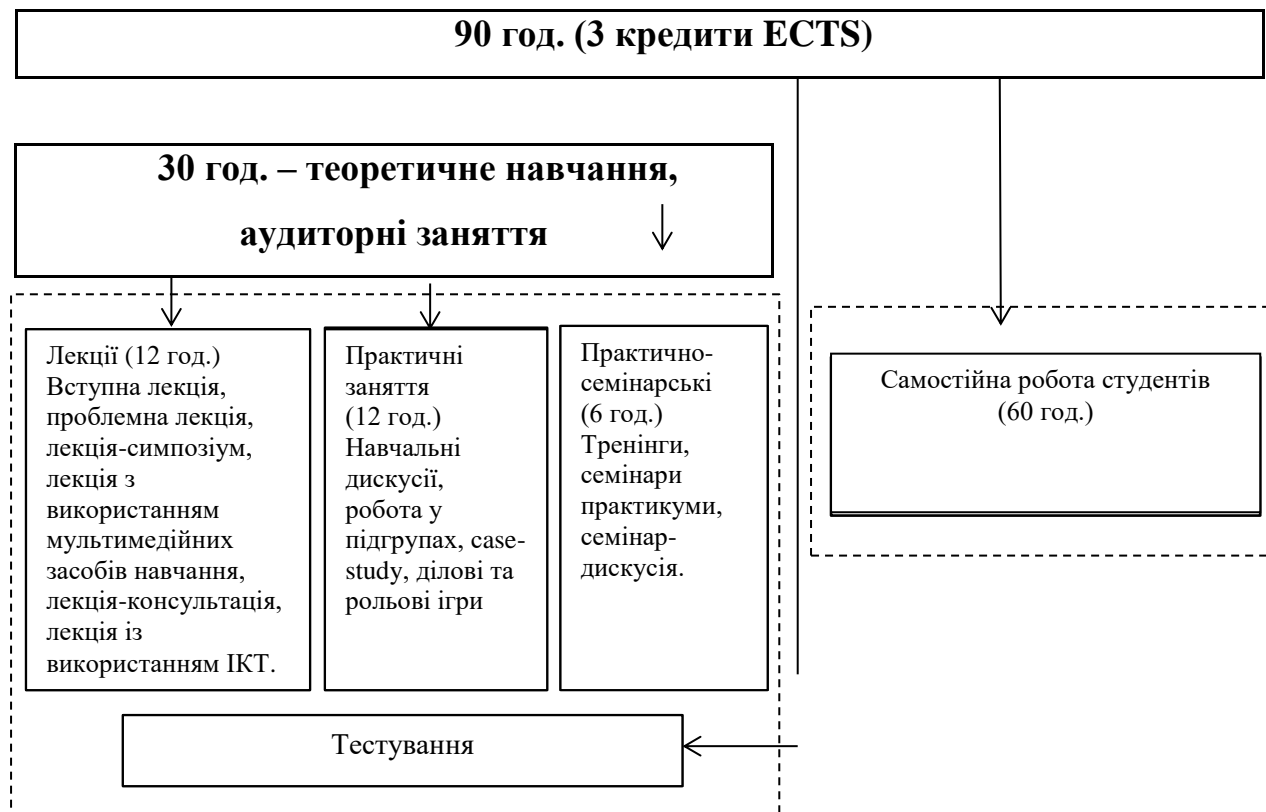 90 год. (3 кредити ECTS)
30 год. – теоретичне навчання,
аудиторні заняття
Лекції (12 год.)
Вступна лекція,
проблемна лекція,
лекція-симпозіум,
лекція з
використанням
мультимедійних
засобів навчання,
лекція-консультація,
лекція із
використанням ІКТ.
Практичні
заняття
(12 год.)
Навчальні
дискусії,
робота у
підгрупах, case-
study, ділові та
рольові ігри
Практично-
семінарські
(6 год.)
Тренінги,
семінари
практикуми,
семінар-
дискусія.
Самостійна робота студентів
(60 год.)
Тестування